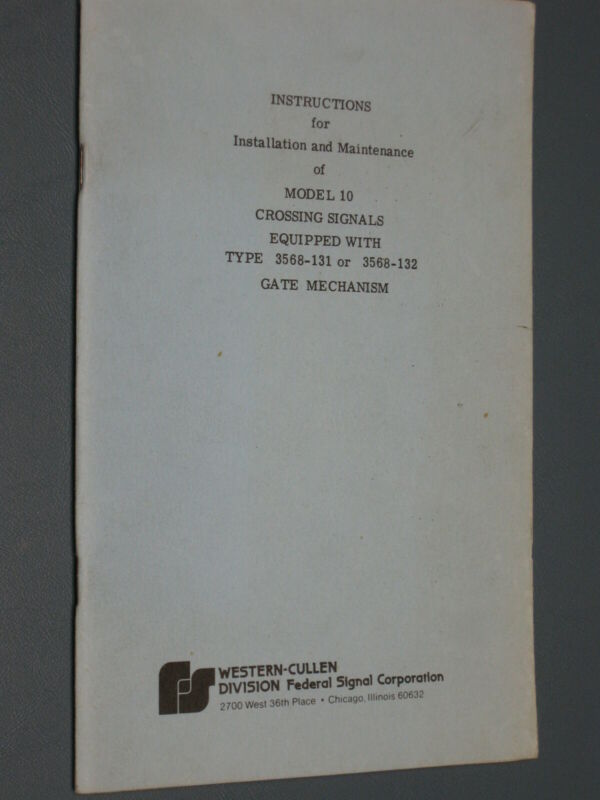 INSTRUCTIONS
for
Installation and Maintenance
of
MODEL 10
CROSSING SIGNALS
EQUIPPED WITH
TYPE 3568-131 or 3568-132
GATE MECHANISM
FS WESTERN-CULLEN
DIVISION Federal Signal Corporation
2700 West 36th Place • Chicago, Illinois 60632